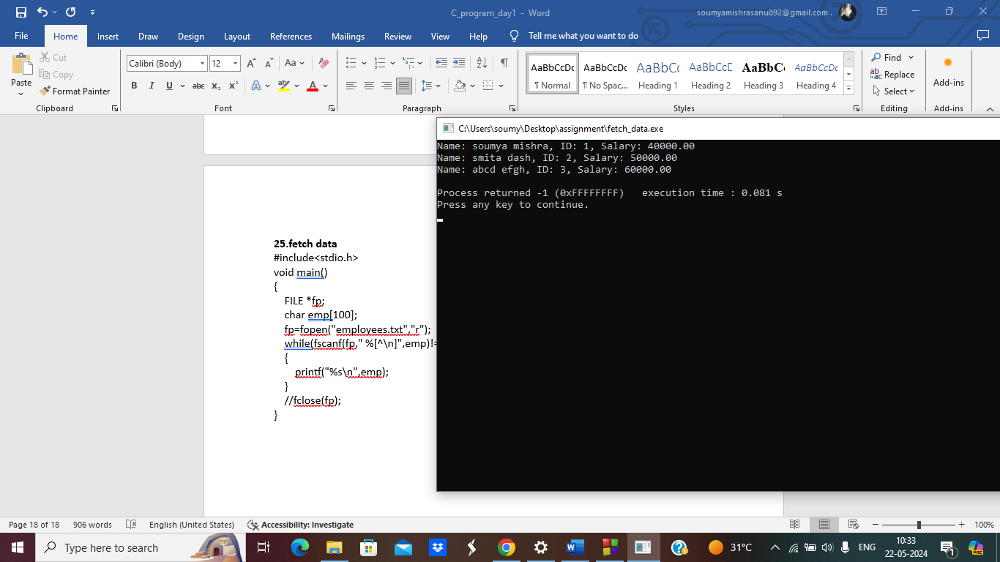 C_program_day1 - Word
soumyamishrasanu892@gmail.com .
File Home Insert Draw Design Layout References Mailings Review View Help Tell me what you want to do
Paste
Cut
Copy
Format Painter
Clipboard
Calibri (Body) 12
Font
Paragraph
AaBbCcDc AaBbCcDc AaBbC AaBbCcD AaBbC AaBbCcDc
¶ Normal ¶ No Spac... Heading 1 Heading 2 Heading 3 Heading 4
Styles
Find
Replace
Select
Editing
Add-ins
Add-ins
25.fetch data
#include<stdio.h>
void main()
{
FILE *fp;
char emp[100];
fp=fopen("employees.txt","r");
while(fscanf(fp," %[^\n]",emp)!=
{
printf("%s\n",emp);
}
//fclose(fp);
}
C:\Users\soumy\Desktop\assignment\fetch_data.exe
Name: soumya mishra, ID: 1, Salary: 40000.00
Name: smita dash, ID: 2, Salary: 50000.00
Name: abcd efgh, ID: 3, Salary: 60000.00
Process returned -1 (0xFFFFFFFF) execution time : 0.081 s
Press any key to continue.
Page 18 of 18 906 words English (United States) Accessibility: Investigate 100%
Type here to search
31°C ENG 10:33
22-05-2024
1
PRE